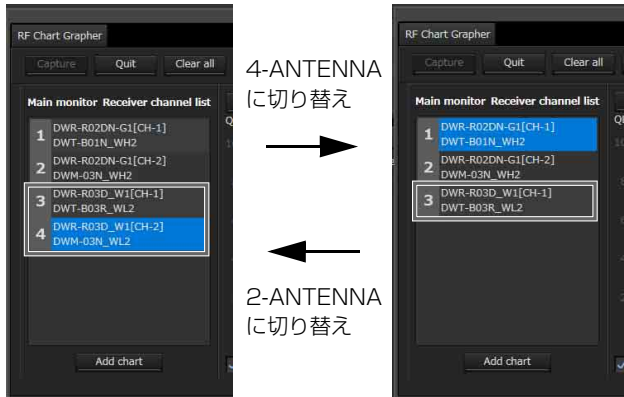 RF Chart Grapher
Capture Quit Clear all
Main monitor Receiver channel list
1 DWR-R02DN-G1[CH-1]
DWT-B01N_WH2
2 DWR-R02DN-G1[CH-2]
DWM-03N_WH2
3 DWR-R03D_W1[CH-1]
DWT-B03R_WL2
4 DWR-R03D_W1[CH-2]
DWM-03N_WL2
Add chart
4-ANTENNA
に切り替え
2-ANTENNA
に切り替え
RF Chart Grapher
Capture Quit Clear all
Main monitor Receiver channel list
1 DWR-R02DN-G1[CH-1]
DWT-B01N_WH2
2 DWR-R02DN-G1[CH-2]
DWM-03N_WH2
3 DWR-R03D_W1[CH-1]
DWT-B03R_WL2
Add chart